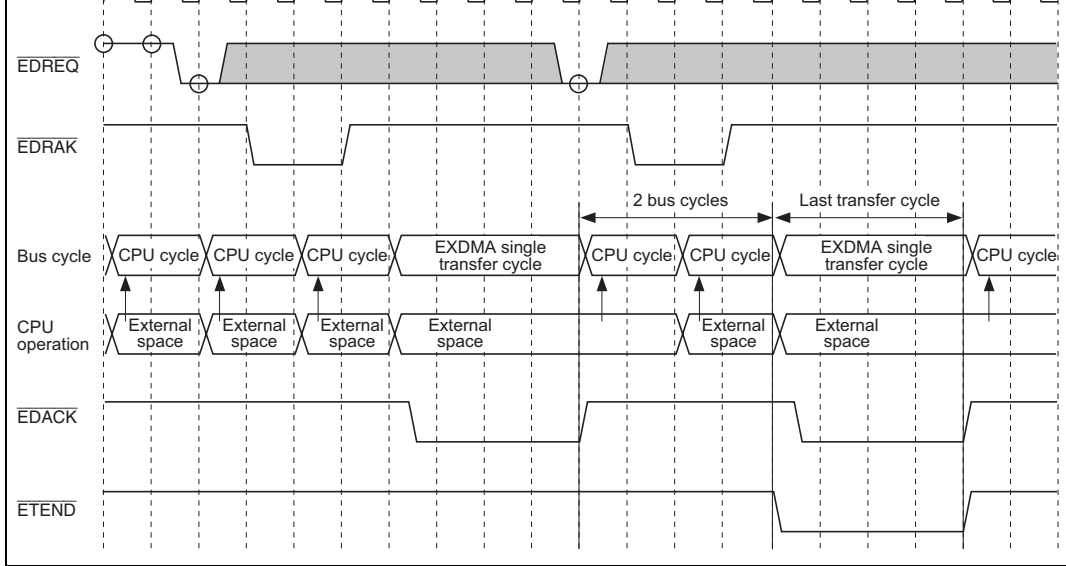 EDREQ
EDRAK
2 bus cycles
Last transfer cycle
Bus cycle
CPU cycle
CPU cycle
CPU cycle
EXDMA single
transfer cycle
CPU cycle
CPU cycle
EXDMA single
transfer cycle
CPU cycle
CPU
operation
External
space
External
space
External
space
External
space
External
space
External
space
EDACK
ETEND